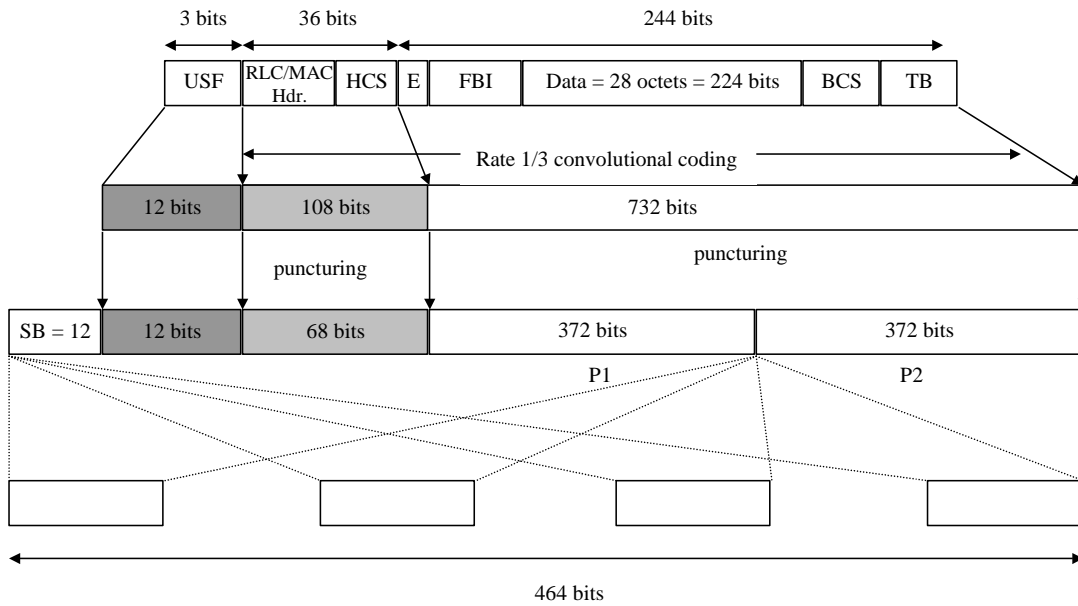 3 bits 36 bits 244 bits
USF RLC/MAC Hdr. HCS E FBI Data = 28 octets = 224 bits BCS TB
Rate 1/3 convolutional coding
12 bits 108 bits 732 bits
puncturing puncturing
SB = 12 12 bits 68 bits 372 bits 372 bits
P1 P2
464 bits